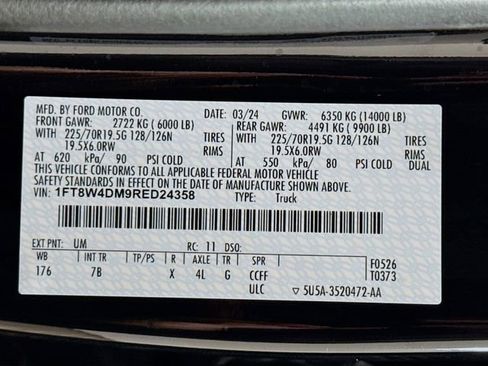 MFD. BY FORD MOTOR CO. DATE: 03/24 GVWR: 6350 KG (14000 LB)
FRONT GAWR: 2722 KG (6000 LB) REAR GAWR: 4491 KG (9900 LB)
WITH 225/70R19.5G 128/126N TIRES WITH 225/70R19.5G 128/126N TIRES
19.5X6.0RW RIMS 19.5X6.0RW RIMS
AT 620 kPa/ 90 PSI COLD AT 550 kPa/ 80 PSI COLD DUAL
THIS VEHICLE CONFORMS TO ALL APPLICABLE FEDERAL MOTOR VEHICLE
SAFETY STANDARDS IN EFFECT ON THE DATE OF MANUFACTURE SHOWN ABOVE.
VIN: 1FT8W4DM9RED24358 TYPE: Truck
EXT PNT: UM RC: 11 DSO:
WB INT TR TP/PS R AXLE TR SPR F0526
176 7B X 4L G CCFF T0373
ULC ▽ 5U5A-3520472-AA